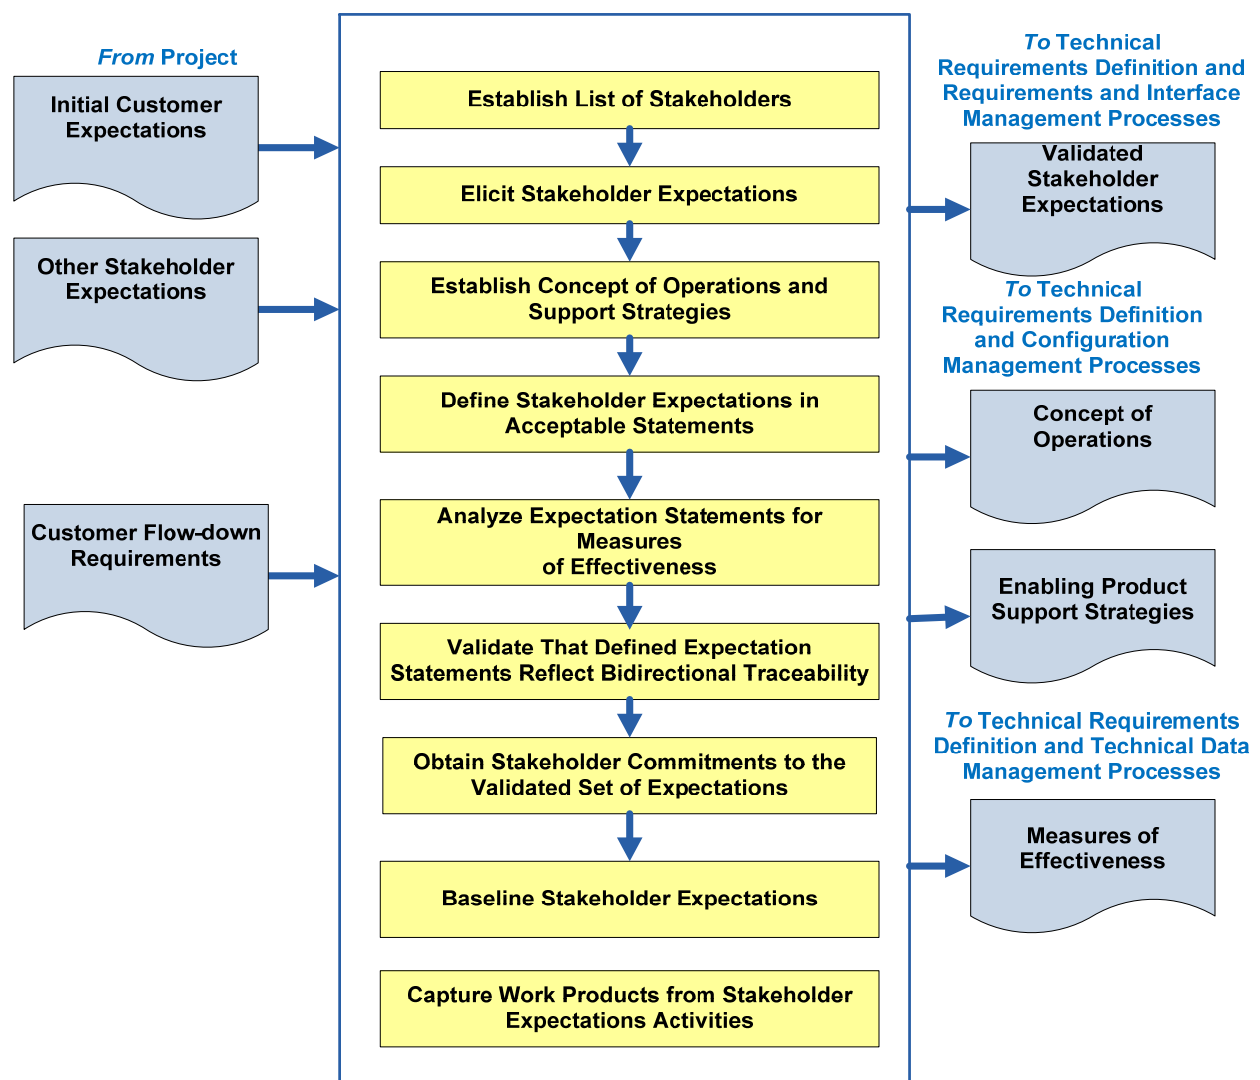 From Project
Initial Customer
Expectations
Other Stakeholder
Expectations
Customer Flow-down
Requirements
Establish List of Stakeholders
Elicit Stakeholder Expectations
Establish Concept of Operations and
Support Strategies
Define Stakeholder Expectations in
Acceptable Statements
Analyze Expectation Statements for
Measures
of Effectiveness
Validate That Defined Expectation
Statements Reflect Bidirectional Traceability
Obtain Stakeholder Commitments to the
Validated Set of Expectations
Baseline Stakeholder Expectations
Capture Work Products from Stakeholder
Expectations Activities
To Technical
Requirements Definition and
Requirements and Interface
Management Processes
Validated
Stakeholder
Expectations
To Technical
Requirements Definition
and Configuration
Management Processes
Concept of
Operations
Enabling Product
Support Strategies
To Technical Requirements
Definition and Technical Data
Management Processes
Measures of
Effectiveness